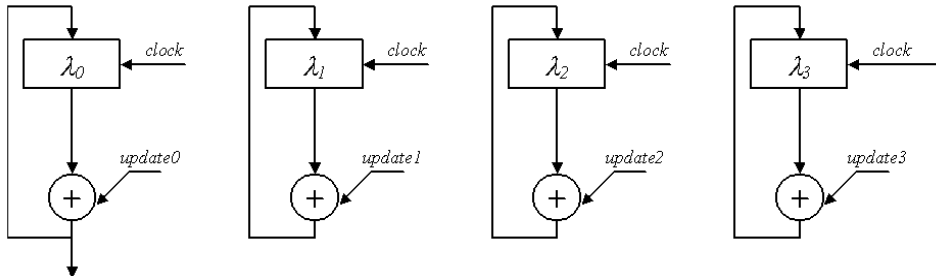 clock clock clock clock
λ0 λ1 λ2 λ3
update0 update1 update2 update3
+ + + +